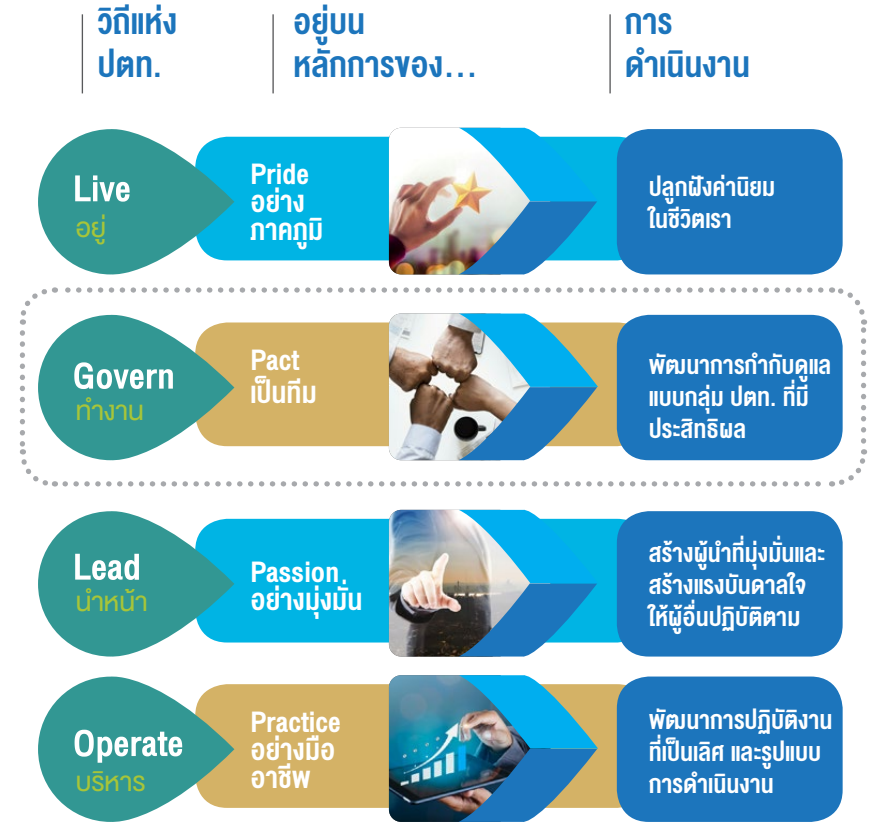 วิถีแห่ง
ปตท.
อยู่บน
หลักการของ...
การ
ดำเนินงาน
Live
อยู่
Pride
อย่าง
ภาคภูมิ
ปลูกฝังค่านิยม
ในชีวิตเรา
Govern
ทำงาน
Pact
เป็นทีม
พัฒนาการกำกับดูแล
แบบกลุ่ม ปตท. ที่มี
ประสิทธิผล
Lead
นำหน้า
Passion
อย่างมุ่งมั่น
สร้างผู้นำที่มุ่งมั่นและ
สร้างแรงบันดาลใจ
ให้ผู้อื่นปฏิบัติตาม
Operate
บริหาร
Practice
อย่างมือ
อาชีพ
พัฒนาการปฏิบัติงาน
ที่เป็นเลิศ และรูปแบบ
การดำเนินงาน